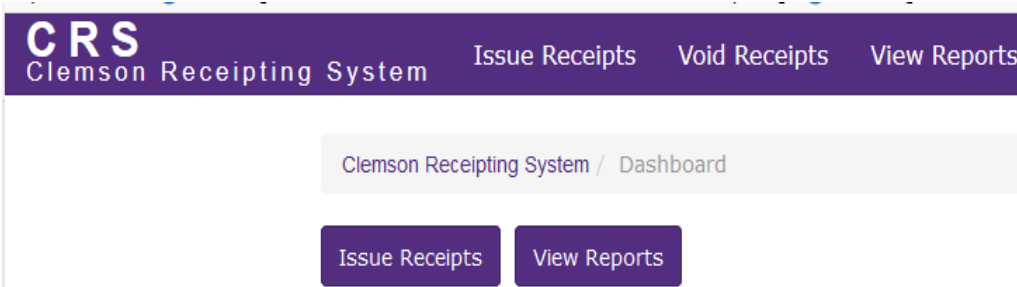 CRS
Clemson Receipting System
Issue Receipts Void Receipts View Reports
Clemson Receipting System / Dashboard
Issue Receipts View Reports